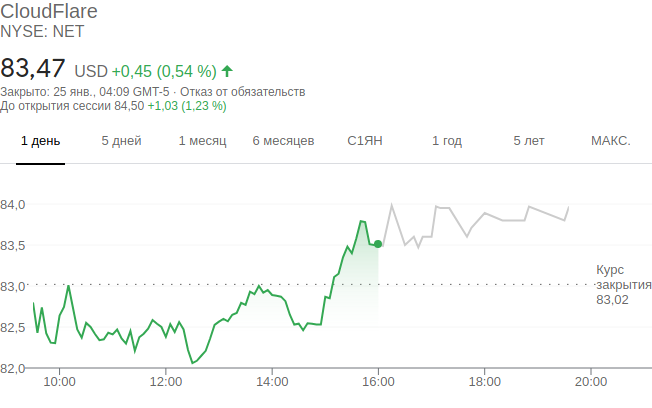 CloudFlare
NYSE: NET
83,47 USD +0,45 (0,54 %)
Закрыто: 25 янв., 04:09 GMT-5 · Отказ от обязательств
До открытия сессии 84,50 +1,03 (1,23 %)
1 день 5 дней 1 месяц 6 месяцев С1ЯН 1 год 5 лет МАКС.
84,0
83,5
83,0
82,5
82,0
Курс
закрытия
83,02
10:00 12:00 14:00 16:00 18:00 20:00